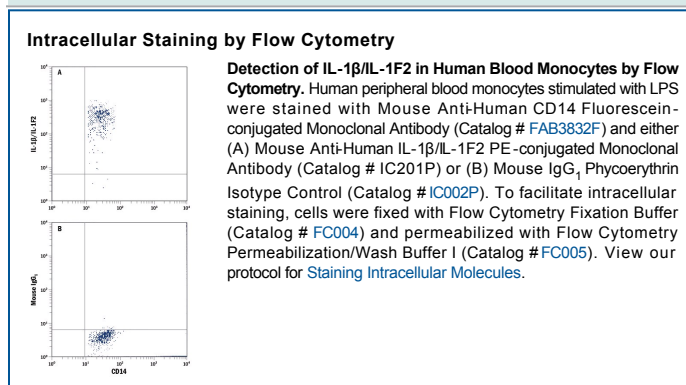 Intracellular Staining by Flow Cytometry
Detection of IL-1β/IL-1F2 in Human Blood Monocytes by Flow
Cytometry. Human peripheral blood monocytes stimulated with LPS
were stained with Mouse Anti-Human CD14 Fluorescein-
conjugated Monoclonal Antibody (Catalog # FAB3832F) and either
(A) Mouse Anti-Human IL-1β/IL-1F2 PE-conjugated Monoclonal
Antibody (Catalog # IC201P) or (B) Mouse IgG1 Phycoerythrin
Isotype Control (Catalog # IC002P). To facilitate intracellular
staining, cells were fixed with Flow Cytometry Fixation Buffer
(Catalog # FC004) and permeabilized with Flow Cytometry
Permeabilization/Wash Buffer I (Catalog # FC005). View our
protocol for Staining Intracellular Molecules.
A
IL-1β/IL-1F2
B
Mouse IgG1
CD14